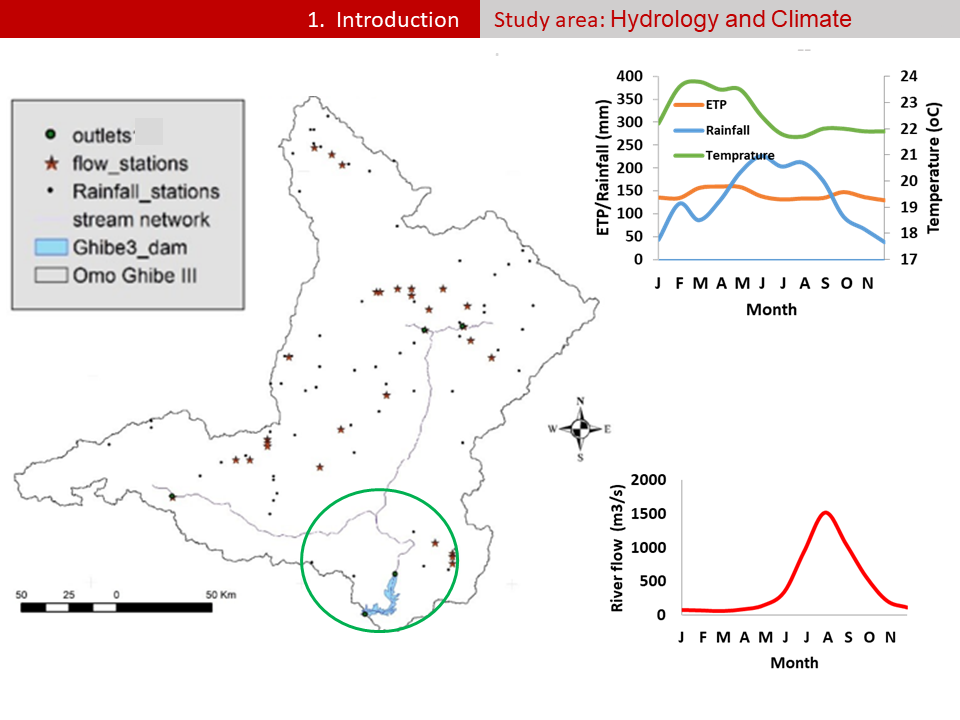 1. Introduction
Study area: Hydrology and Climate
outlets
flow_stations
Rainfall_stations
stream network
Ghibe3_dam
Omo Ghibe III
50 25 0 50 Km
N
W E
S
ETP/Rainfall (mm)
400
350
300
250
200
150
100
50
0
ETP
Rainfall
Temprature
24
23
22
21
20
19
18
17
Temperature (oC)
J F M A M J J A S O N
Month
River flow (m3/s)
2000
1500
1000
500
0
J F M A M J J A S O N
Month